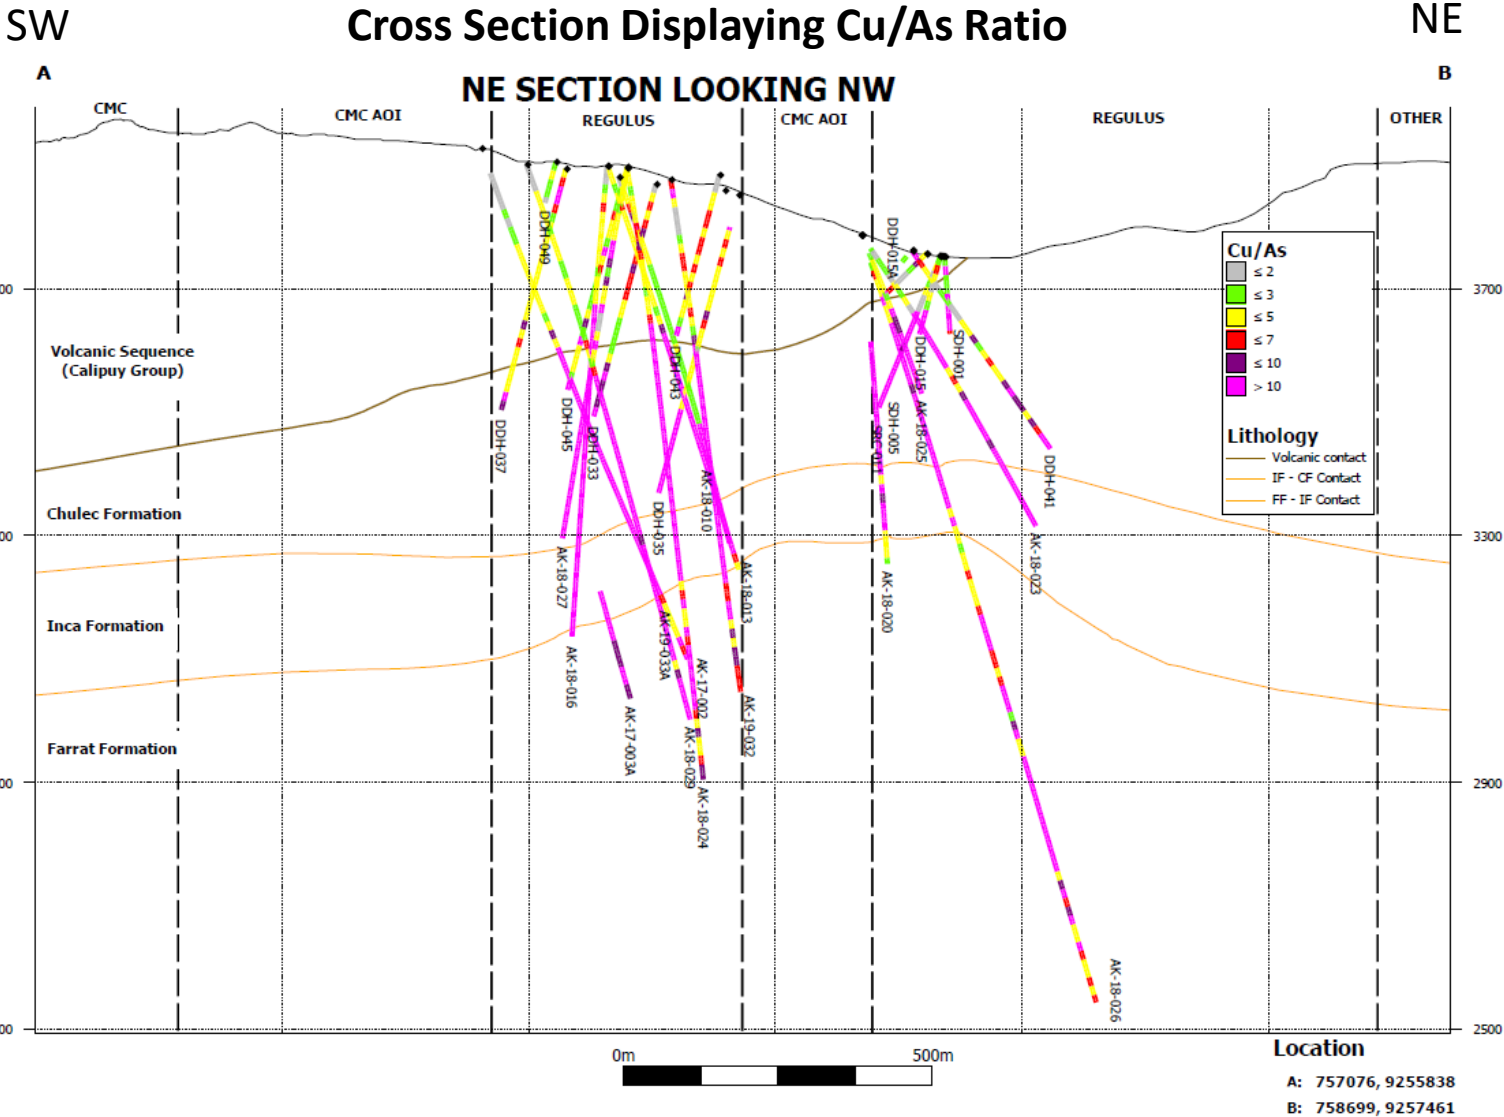 SW
Cross Section Displaying Cu/As Ratio
NE
A
B
NE SECTION LOOKING NW
CMC
CMC AOI
REGULUS
CMC AOI
REGULUS
OTHER
DDH-049
DDH-015A
Cu/As
≤ 2
≤ 3
≤ 5
≤ 7
≤ 10
> 10
Lithology
Volcanic contact
IF - CF Contact
FF - IF Contact
00
3700
Volcanic Sequence
(Calipuy Group)
DDH-043
DDH-015
SDH-001
DDH-037
DDH-045
DDH-033
SDH-005
AK-18-025
DDH-041
Chulec Formation
DDH-035
AK-18-010
00
3300
AK-18-027
AK-18-013
AK-18-020
AK-18-023
Inca Formation
AK-18-016
AK-19-033A
AK-17-002
AK-17-003A
AK-18-029
AK-19-032
Farrat Formation
00
2900
AK-18-024
AK-18-026
00
2500
0m
500m
Location
A: 757076, 9255838
B: 758699, 9257461